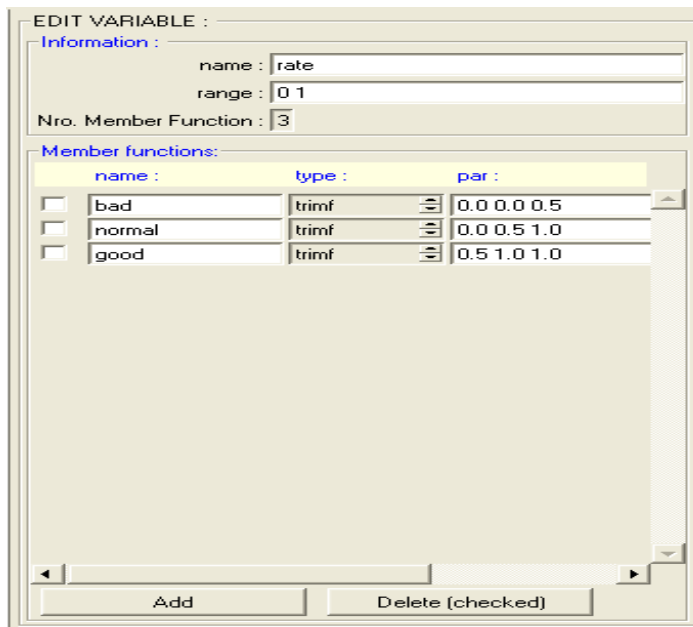 EDIT VARIABLE :
Information :
name : rate
range : 0 1
Nro. Member Function : 3
Member functions:
name : type : par :
bad trimf 0.0 0.0 0.5
normal trimf 0.0 0.5 1.0
good trimf 0.5 1.0 1.0
Add Delete (checked)